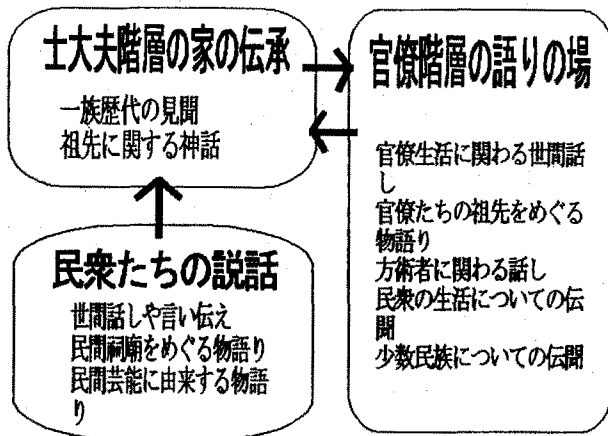 士大夫階層の家の伝承
一族歴代の見聞
祖先に関する神話
民衆たちの説話
世間話しや言い伝え
民間祠廟をめぐる物語り
民間芸能に由来する物語
り
官僚階層の語りの場
官僚生活に関わる世間話
し
官僚たちの祖先をめぐる
物語り
方術者に関わる話し
民衆の生活についての伝
聞
少数民族についての伝聞